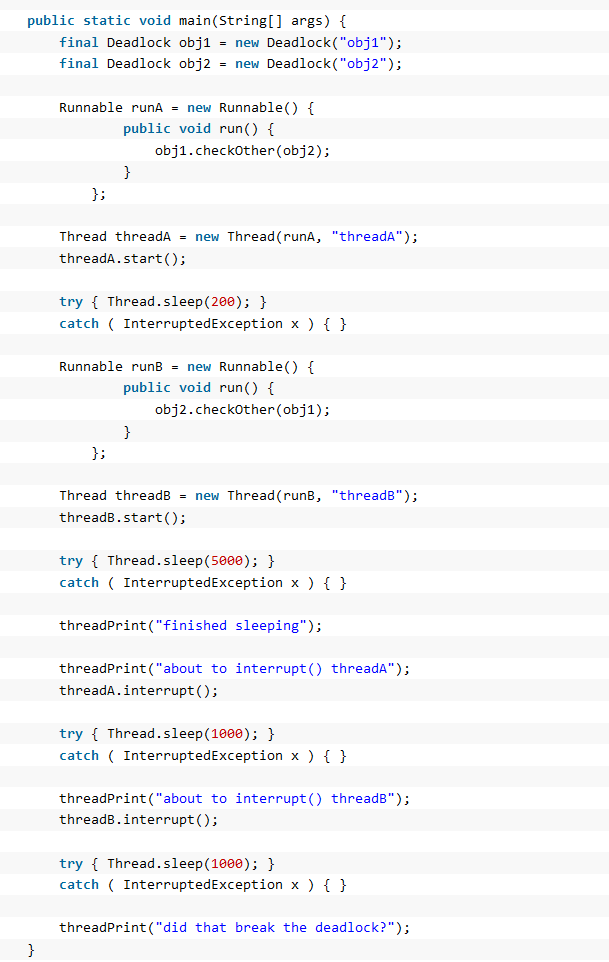 public static void main(String[] args) {
    final Deadlock obj1 = new Deadlock("obj1");
    final Deadlock obj2 = new Deadlock("obj2");

    Runnable runA = new Runnable() {
            public void run() {
                obj1.checkOther(obj2);
            }
        };

    Thread threadA = new Thread(runA, "threadA");
    threadA.start();

    try { Thread.sleep(200); }
    catch ( InterruptedException x ) { }

    Runnable runB = new Runnable() {
            public void run() {
                obj2.checkOther(obj1);
            }
        };

    Thread threadB = new Thread(runB, "threadB");
    threadB.start();

    try { Thread.sleep(5000); }
    catch ( InterruptedException x ) { }

    threadPrint("finished sleeping");

    threadPrint("about to interrupt() threadA");
    threadA.interrupt();

    try { Thread.sleep(1000); }
    catch ( InterruptedException x ) { }

    threadPrint("about to interrupt() threadB");
    threadB.interrupt();

    try { Thread.sleep(1000); }
    catch ( InterruptedException x ) { }

    threadPrint("did that break the deadlock?");
}